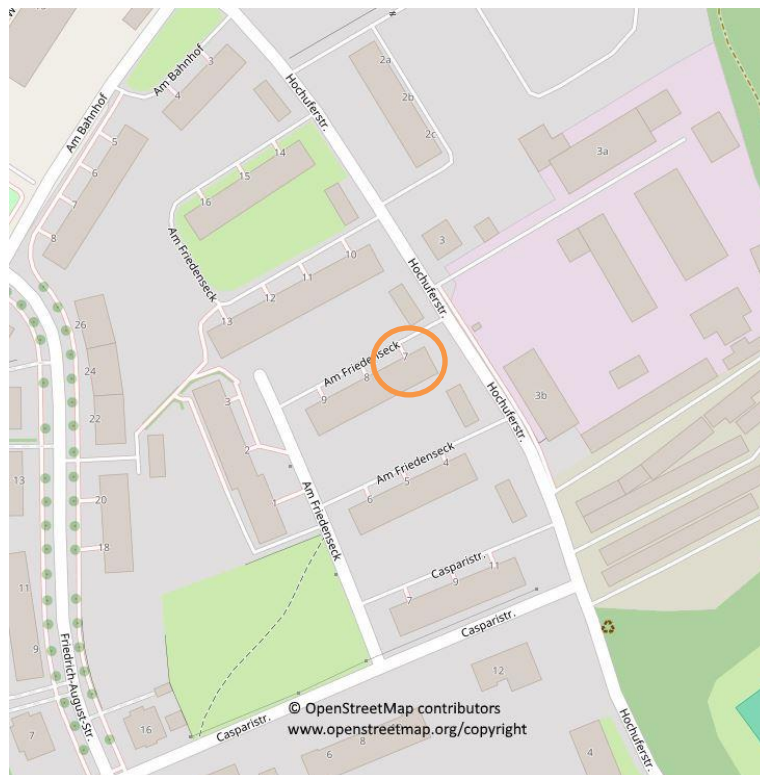 3
2a
Am Bahnhof
4
Hochuferstr.
2b
Am Bahnhof
5
2c
14
3a
6
15
7
16
8
Am Friedenseck
3
10
11
Hochuferstr.
12
13
26
Am Friedenseck
7
24
8
Hochuferstr.
3b
9
3
22
2
Am Friedenseck
4
13
5
20
6
1
Am Friedenseck
18
Casparistr.
11
9
11
7
Casparistr.
9
Friedrich-August-Str.
12
Hochuferstr.
© OpenStreetMap contributors
www.openstreetmap.org/copyright
16
Casparistr.
7
8
6
4